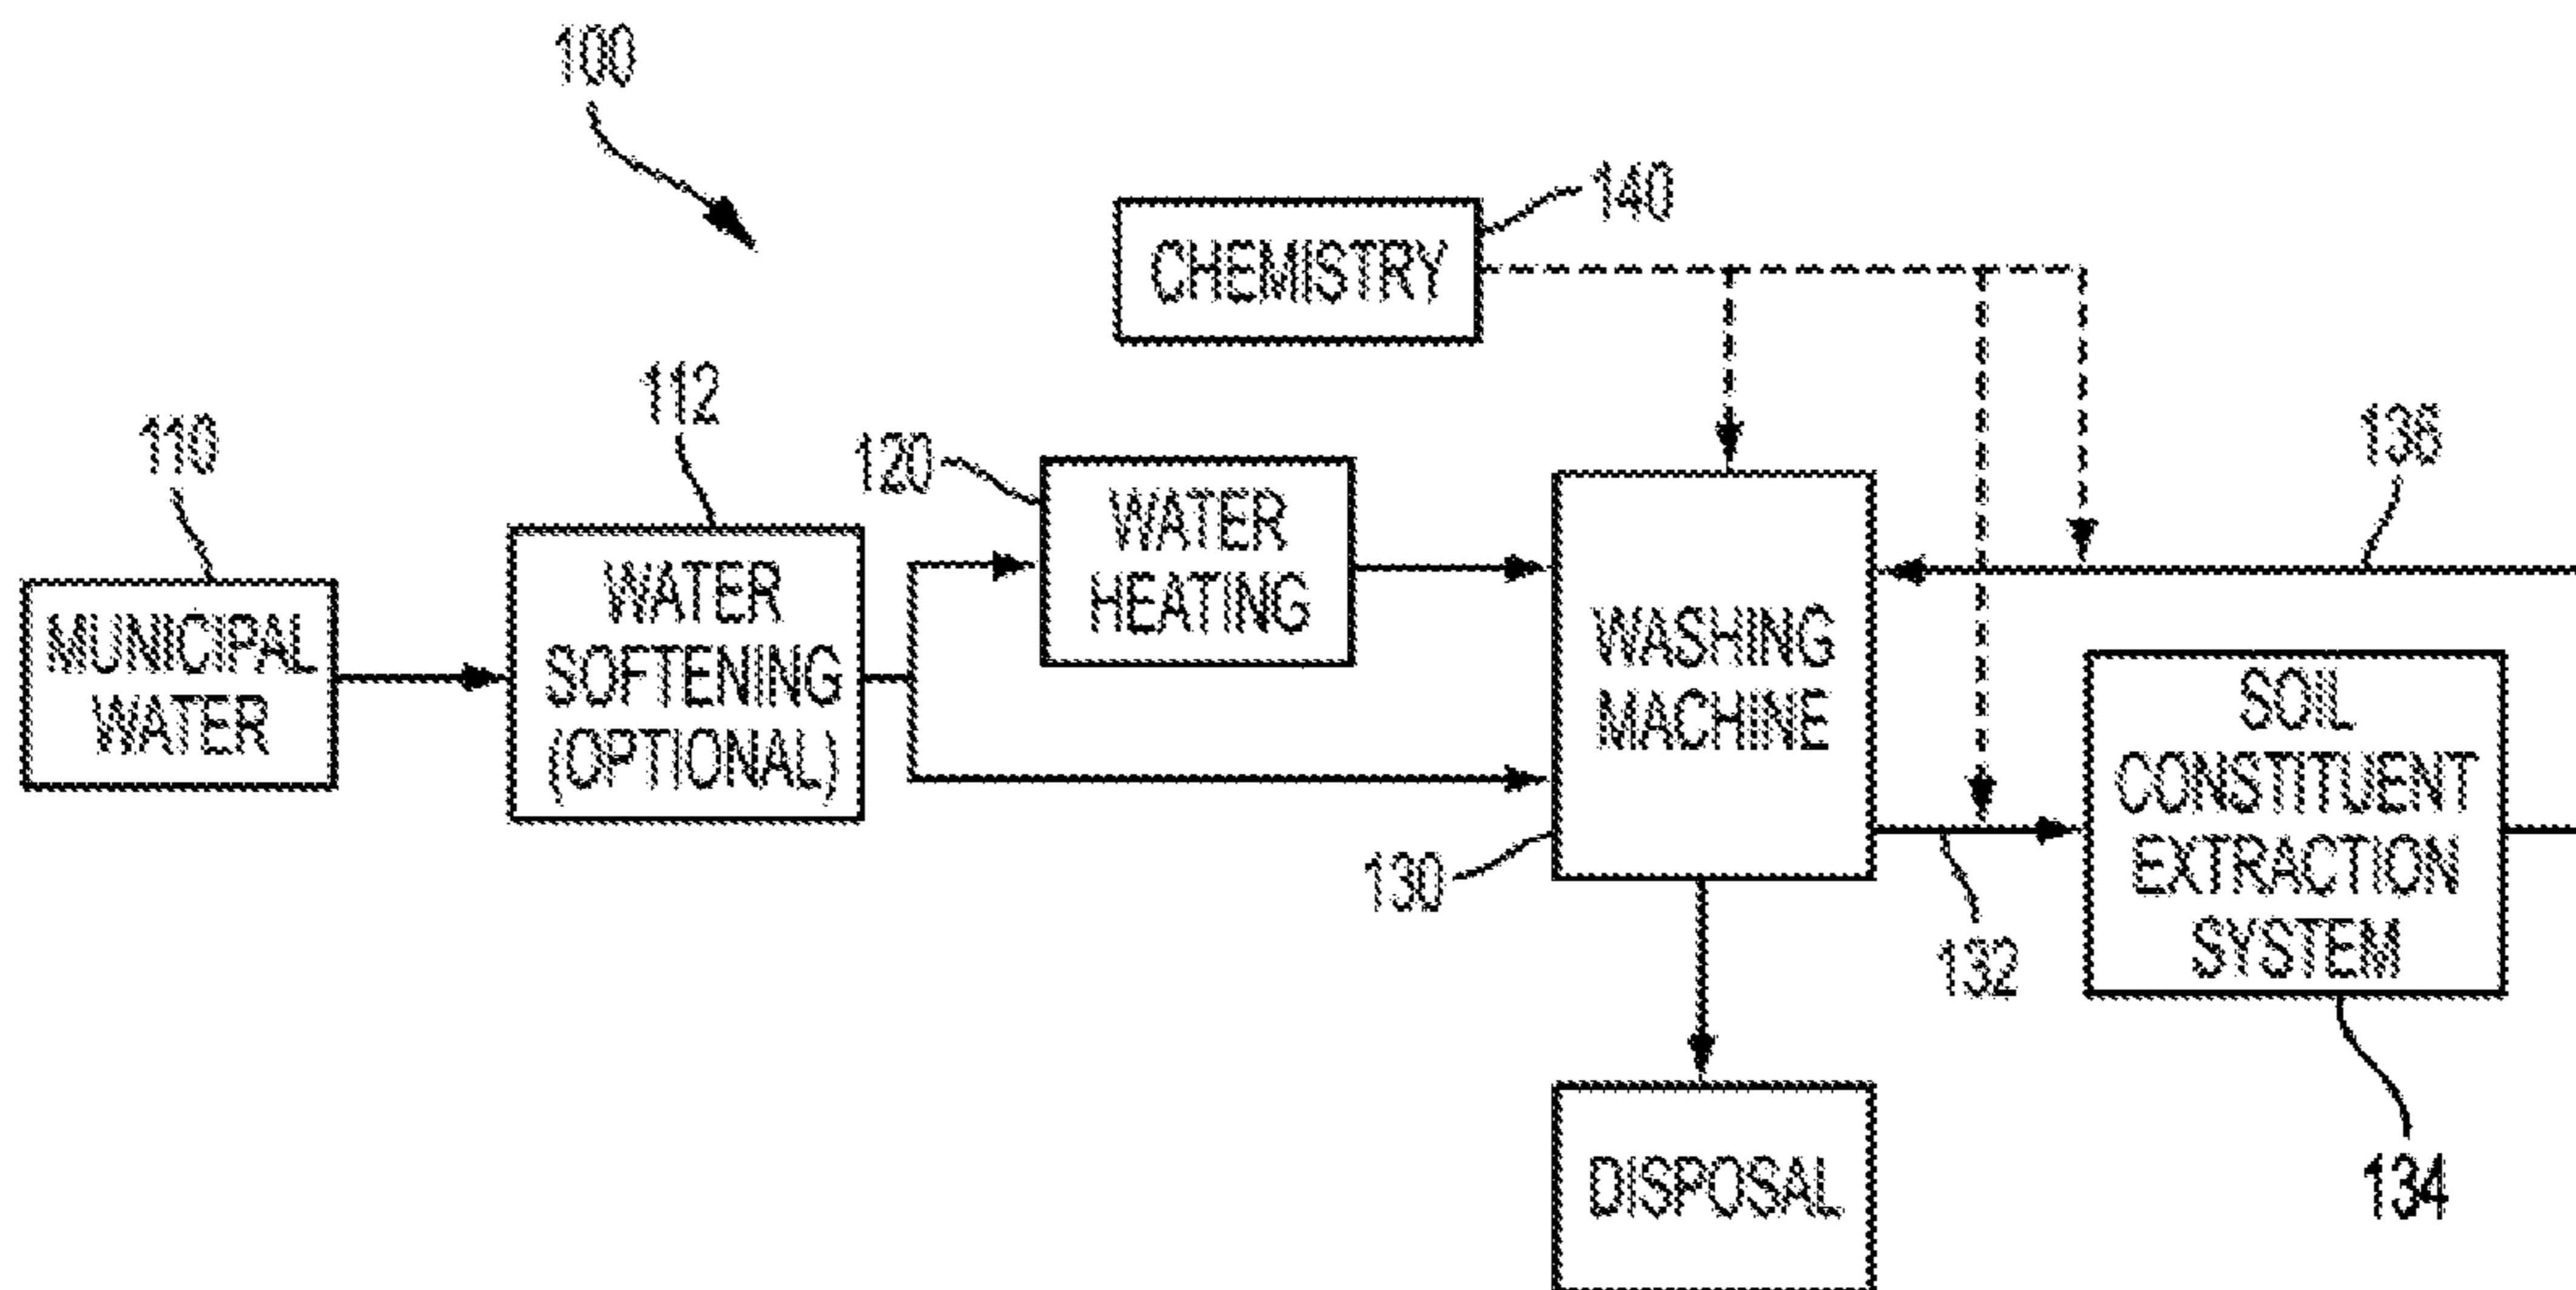 100
140
CHEMISTRY
112
110
120
136
WATER
HEATING
WATER
SOFTENING
(OPTIONAL)
MUNICIPAL
WATER
WASHING
MACHINE
SOIL
CONSTITUENT
EXTRACTION
SYSTEM
130
132
DISPOSAL
134